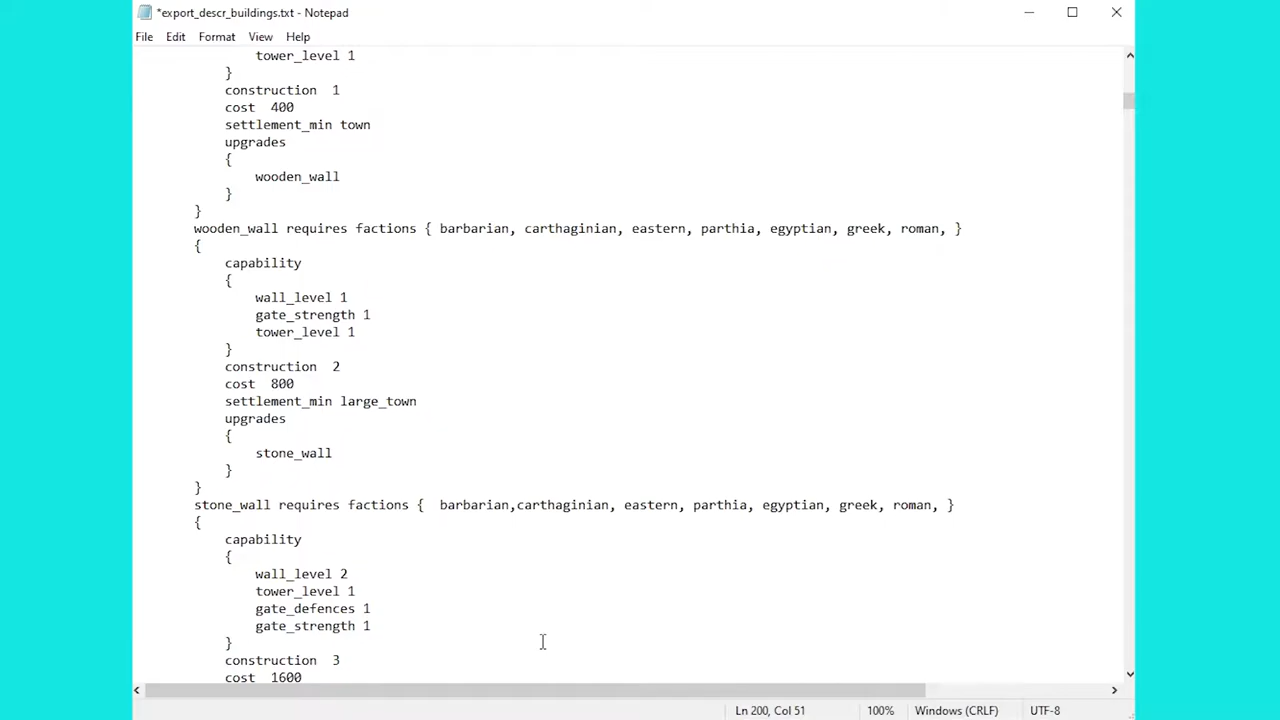 *export_descr_buildings.txt - Notepad
File Edit Format View Help
tower_level 1
}
construction 1
cost 400
settlement_min town
upgrades
{
wooden_wall
}
}
wooden_wall requires factions { barbarian, carthaginian, eastern, parthia, egyptian, greek, roman, }
{
capability
{
wall_level 1
gate_strength 1
tower_level 1
}
construction 2
cost 800
settlement_min large_town
upgrades
{
stone_wall
}
}
stone_wall requires factions { barbarian,carthaginian, eastern, parthia, egyptian, greek, roman, }
{
capability
{
wall_level 2
tower_level 1
gate_defences 1
gate_strength 1
}
construction 3
cost 1600
Ln 200, Col 51 100% Windows (CRLF) UTF-8